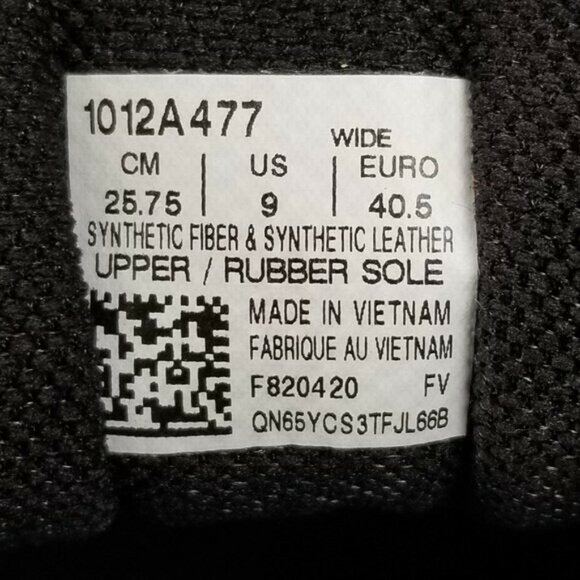 1012A477
WIDE
CM | US | EURO
25.75 | 9 | 40.5
SYNTHETIC FIBER & SYNTHETIC LEATHER
UPPER / RUBBER SOLE
MADE IN VIETNAM
FABRIQUE AU VIETNAM
F820420 FV
QN65YCS3TFJL66B